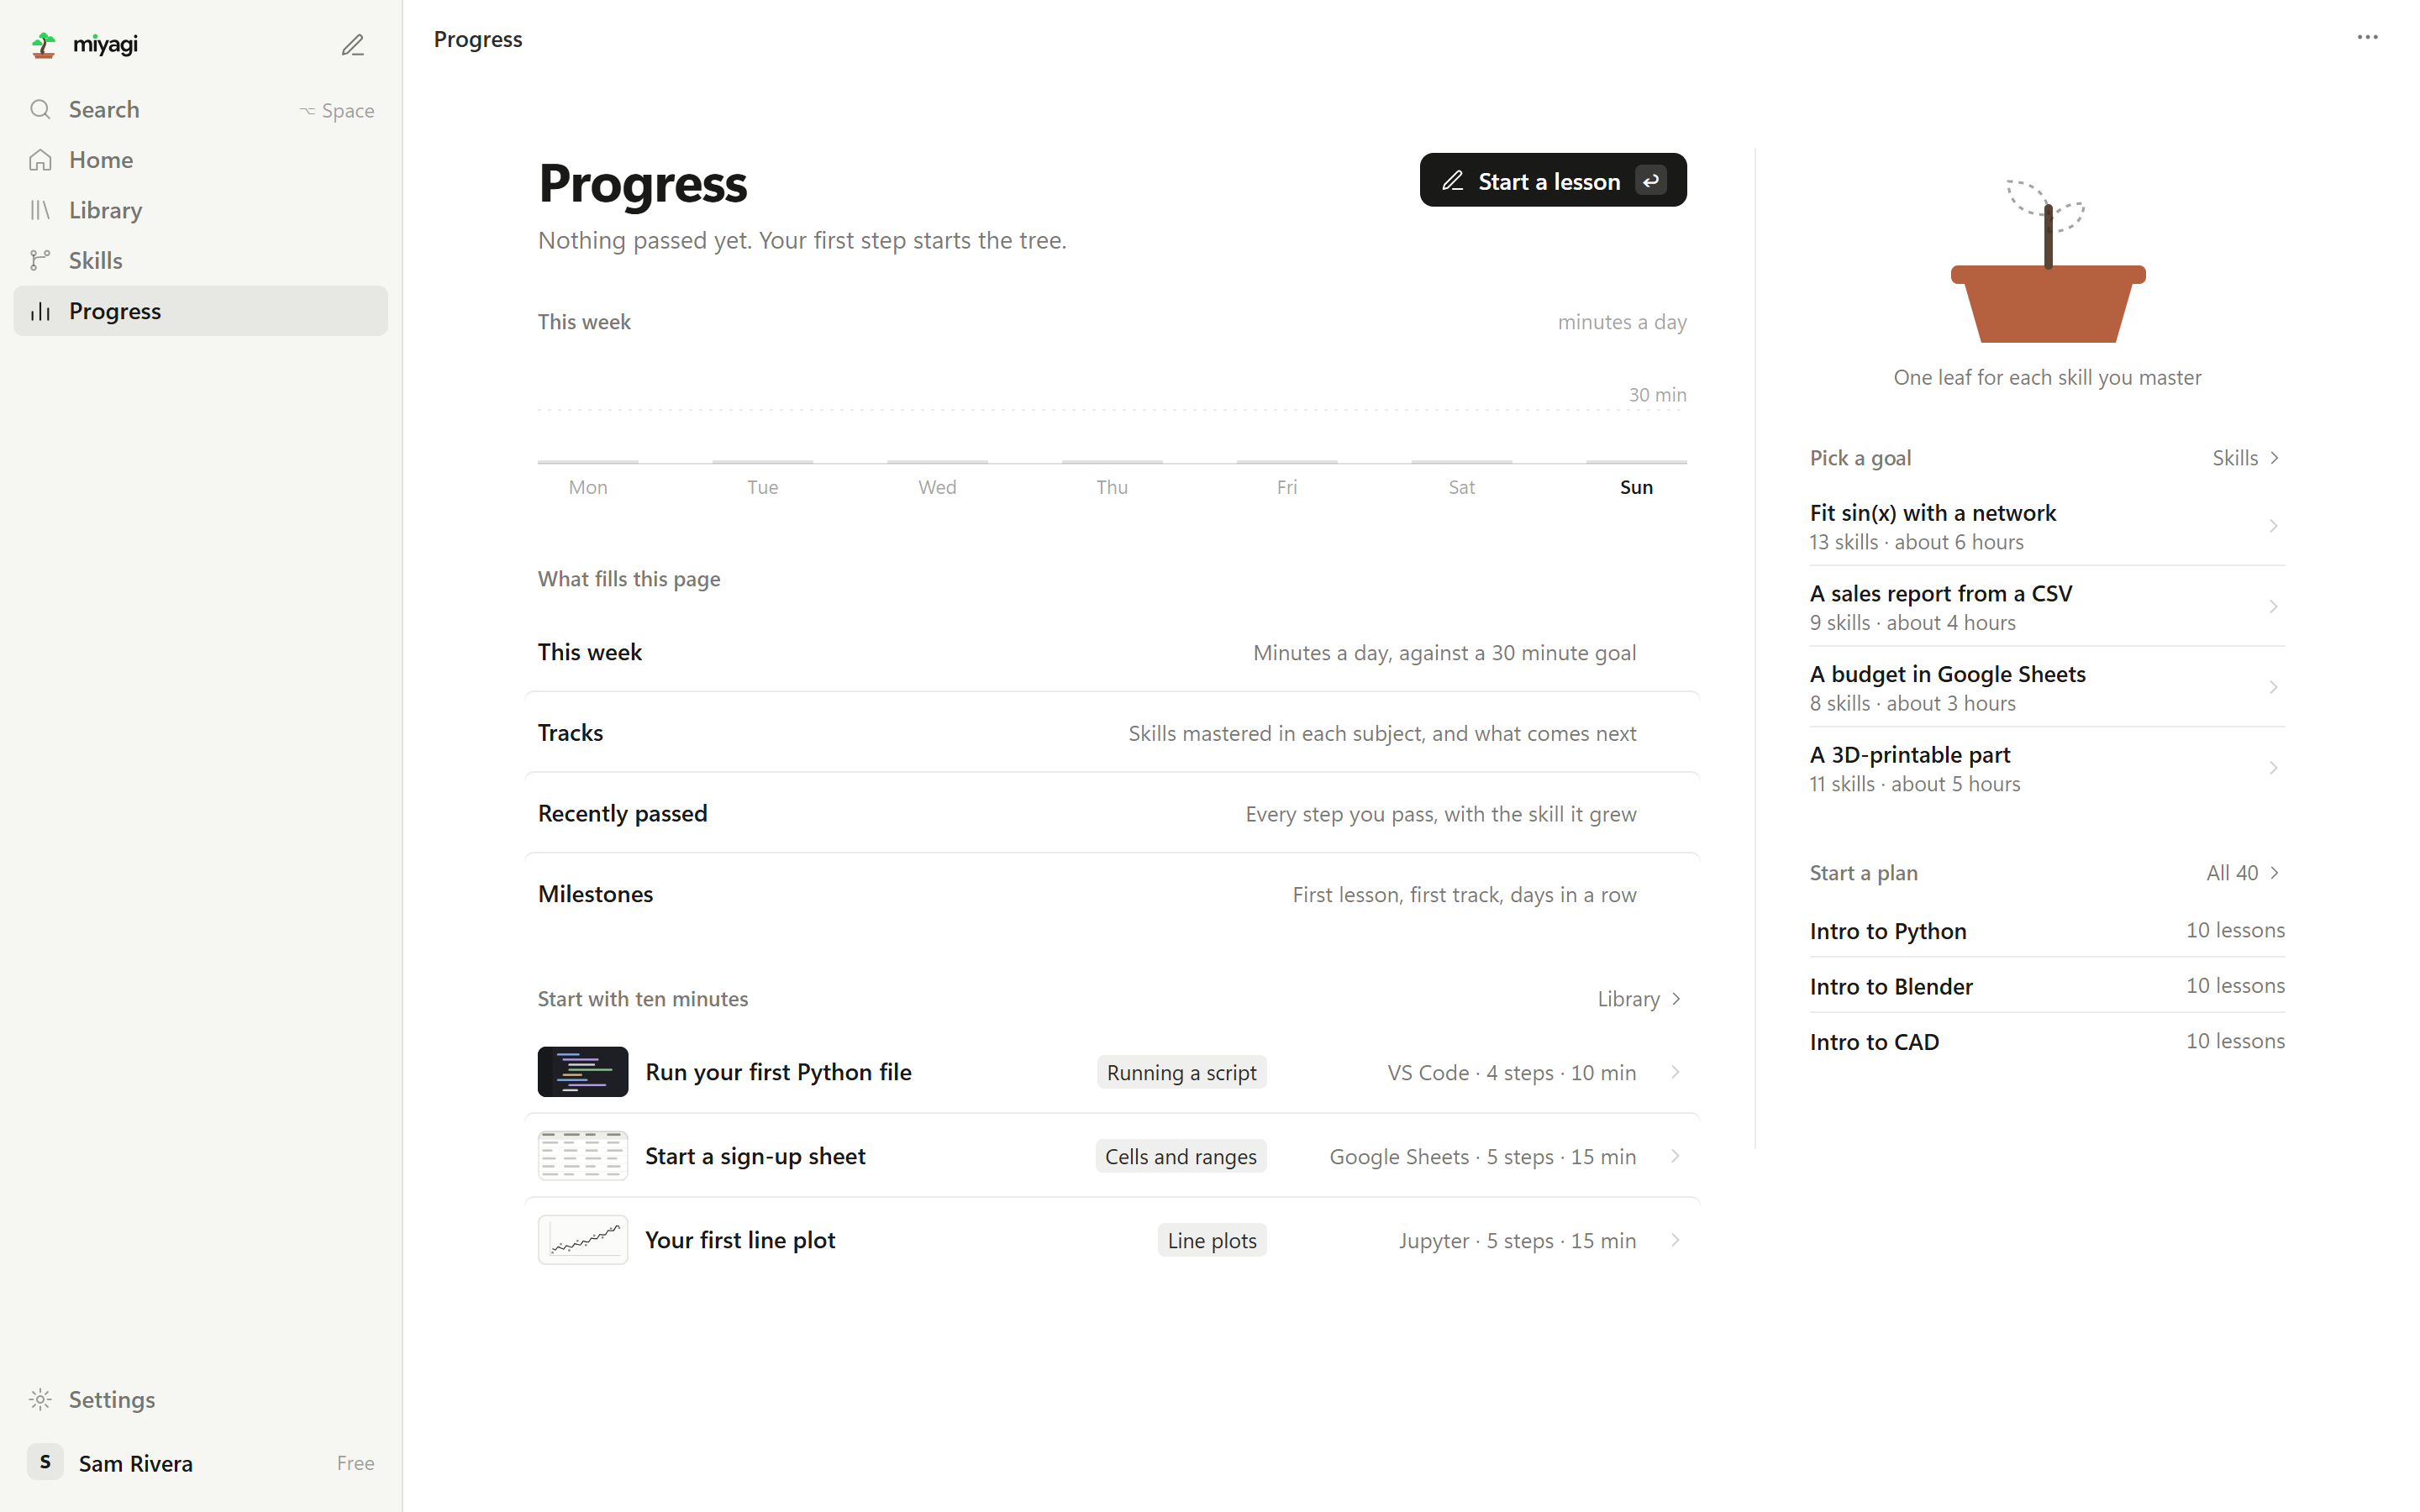 miyagi
Search
⌥ Space
Home
Library
Skills
Progress
Settings
S
Sam Rivera
Free
Progress
Progress
Start a lesson
Nothing passed yet. Your first step starts the tree.
This week
minutes a day
30 min
Mon Tue Wed Thu Fri Sat Sun
What fills this page
This week
Minutes a day, against a 30 minute goal
Tracks
Skills mastered in each subject, and what comes next
Recently passed
Every step you pass, with the skill it grew
Milestones
First lesson, first track, days in a row
Start with ten minutes
Library
Run your first Python file
Running a script
VS Code · 4 steps · 10 min
Start a sign-up sheet
Cells and ranges
Google Sheets · 5 steps · 15 min
Your first line plot
Line plots
Jupyter · 5 steps · 15 min
One leaf for each skill you master
Pick a goal
Skills
Fit sin(x) with a network
13 skills · about 6 hours
A sales report from a CSV
9 skills · about 4 hours
A budget in Google Sheets
8 skills · about 3 hours
A 3D-printable part
11 skills · about 5 hours
Start a plan
All 40
Intro to Python
10 lessons
Intro to Blender
10 lessons
Intro to CAD
10 lessons